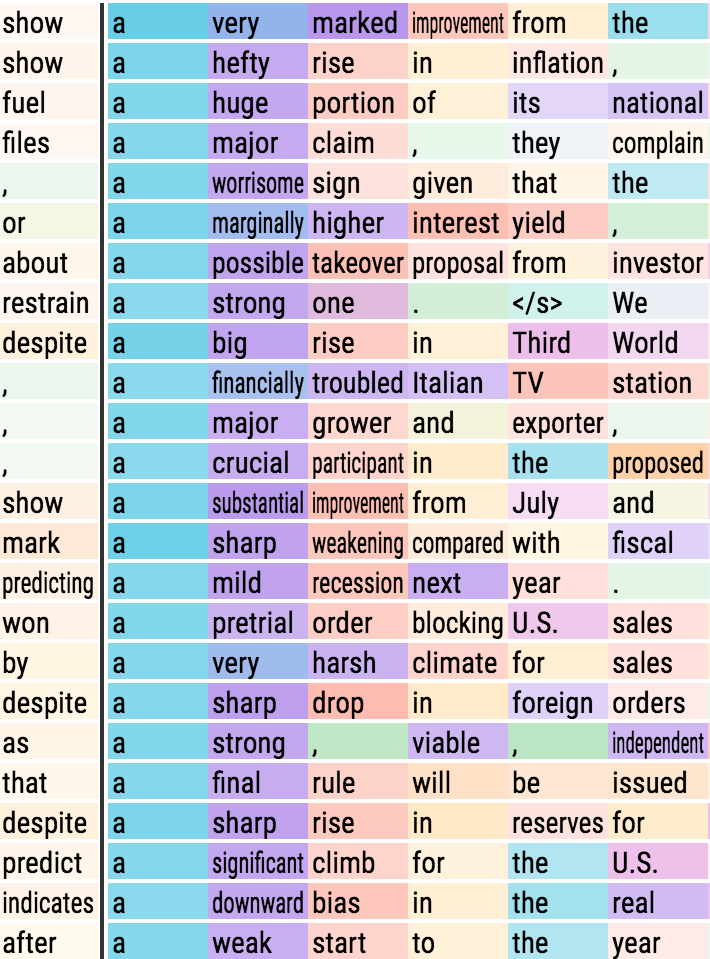 show a very marked improvement from the
show a hefty rise in inflation ,
fuel a huge portion of its national
files a major claim , they complain
, a worrisome sign given that the
or a marginally higher interest yield ,
about a possible takeover proposal from investor
restrain a strong one . </s> We
despite a big rise in Third World
, a financially troubled Italian TV station
, a major grower and exporter ,
, a crucial participant in the proposed
show a substantial improvement from July and
mark a sharp weakening compared with fiscal
predicting a mild recession next year .
won a pretrial order blocking U.S. sales
by a very harsh climate for sales
despite a sharp drop in foreign orders
as a strong , viable , independent
that a final rule will be issued
despite a sharp rise in reserves for
predict a significant climb for the U.S.
indicates a downward bias in the real
after a weak start to the year